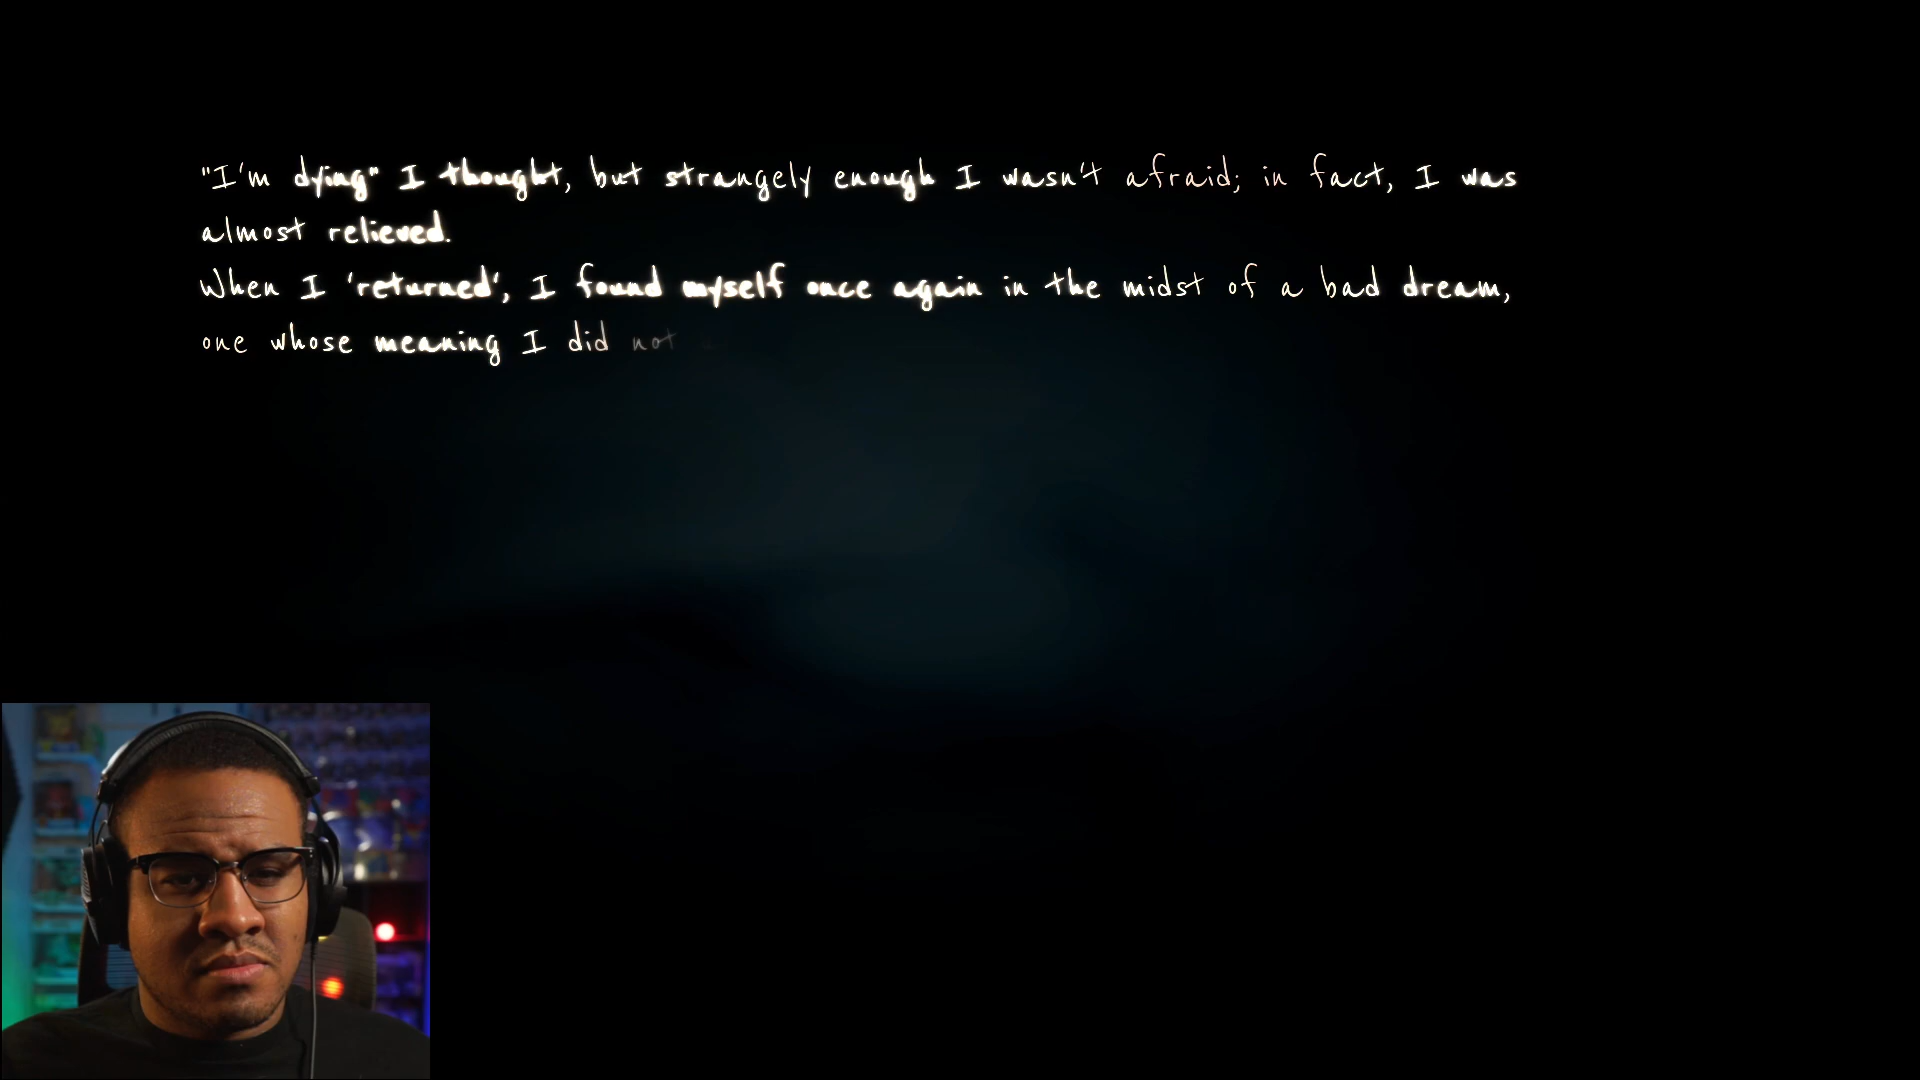 "I'm dying" I thought, but strangely enough I wasn't afraid; in fact, I was
almost relieved.
When I 'returned', I found myself once again in the midst of a bad dream,
one whose meaning I did not